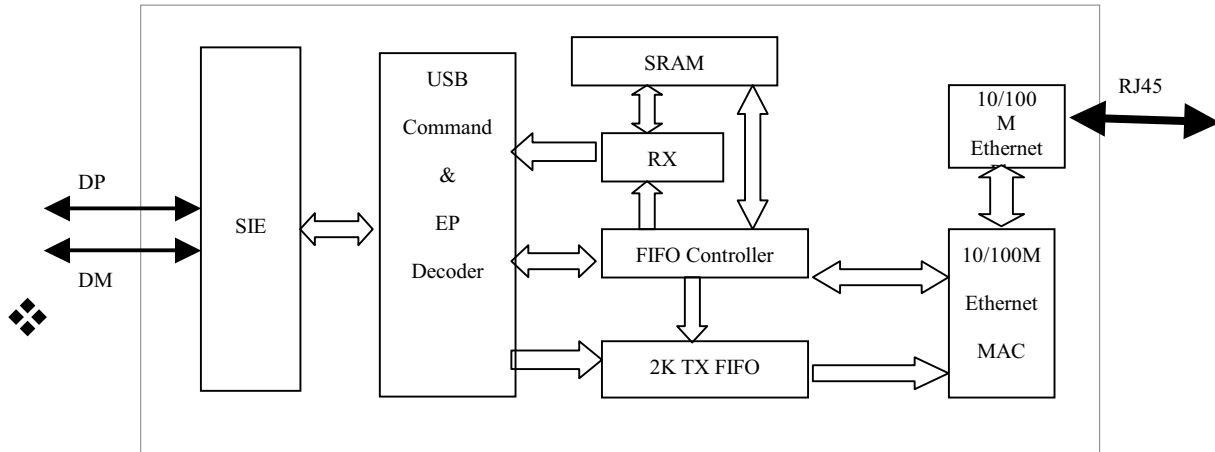 DP
DM
SIE
USB
Command
&
EP
Decoder
SRAM
RX
FIFO Controller
2K TX FIFO
10/100
M
Ethernet
10/100M
Ethernet
MAC
RJ45